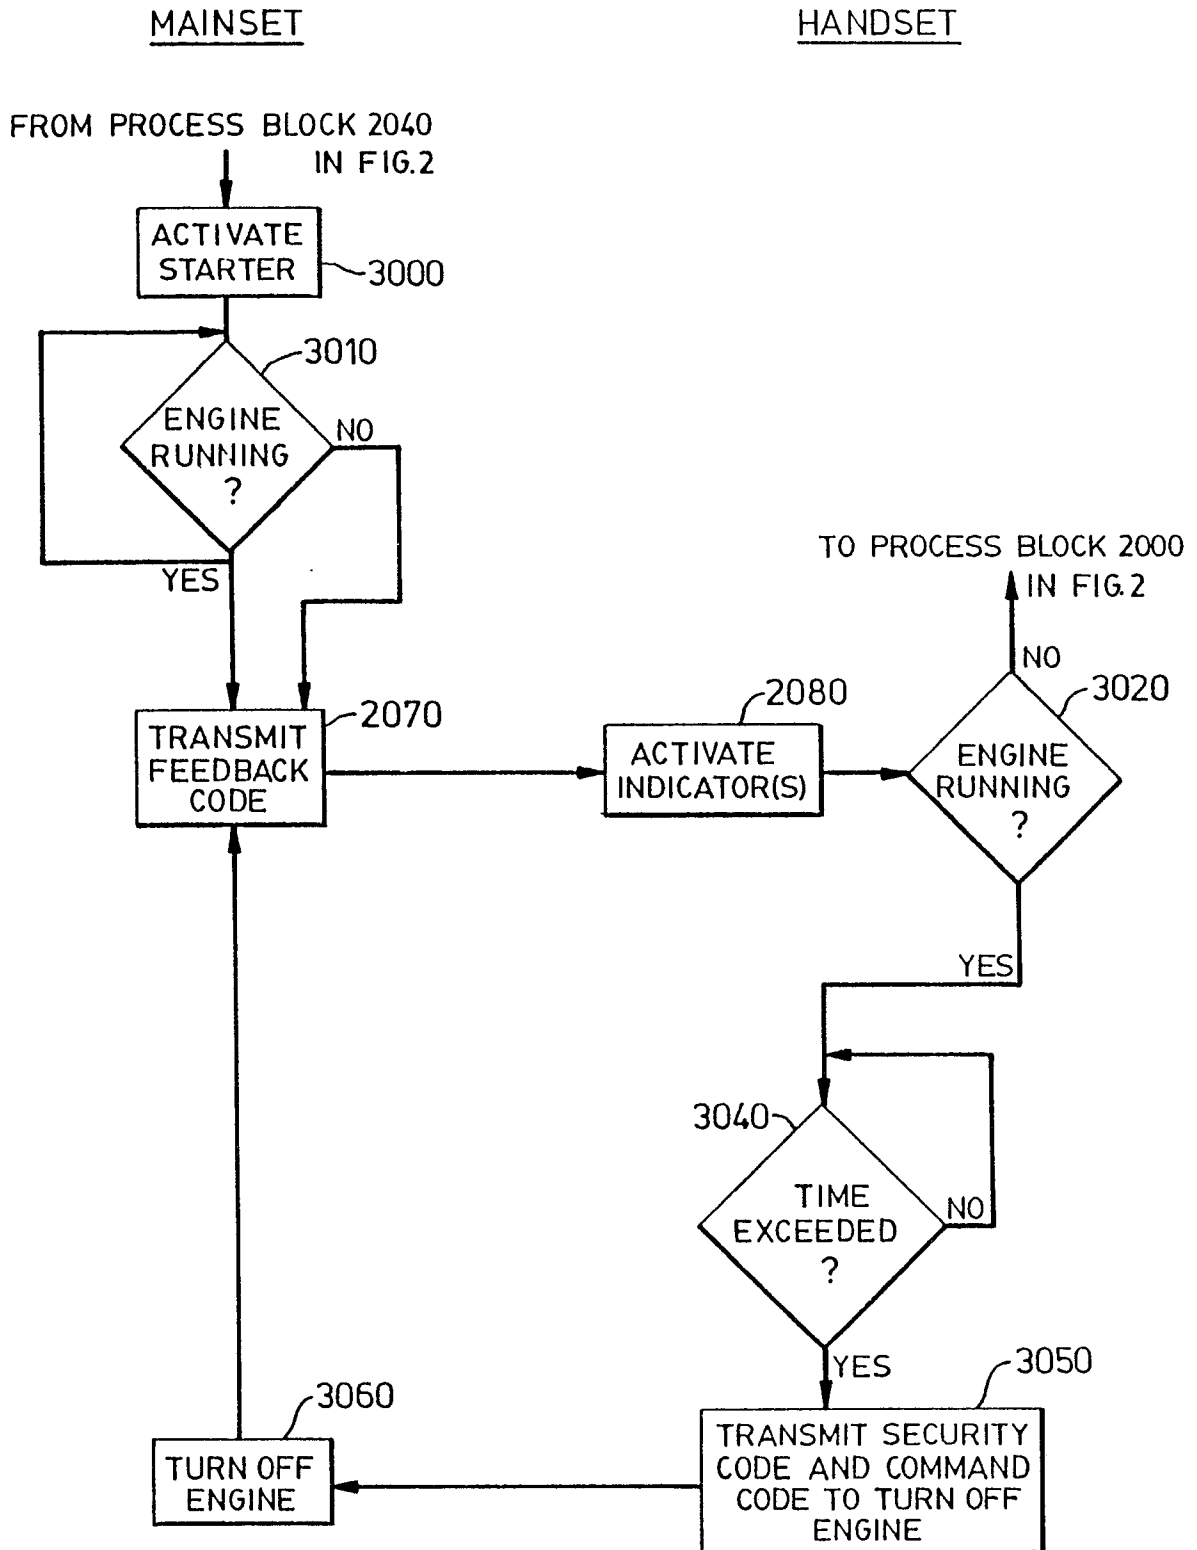 MAINSET
HANDSET
FROM PROCESS BLOCK 2040
IN FIG.2
ACTIVATE
STARTER
3000
3010
ENGINE
RUNNING
?
NO
YES
TO PROCESS BLOCK 2000
IN FIG.2
NO
3020
2070
TRANSMIT
FEEDBACK
CODE
2080
ACTIVATE
INDICATOR(S)
ENGINE
RUNNING
?
YES
3040
TIME
EXCEEDED
?
NO
YES
3050
TRANSMIT SECURITY
CODE AND COMMAND
CODE TO TURN OFF
ENGINE
3060
TURN OFF
ENGINE